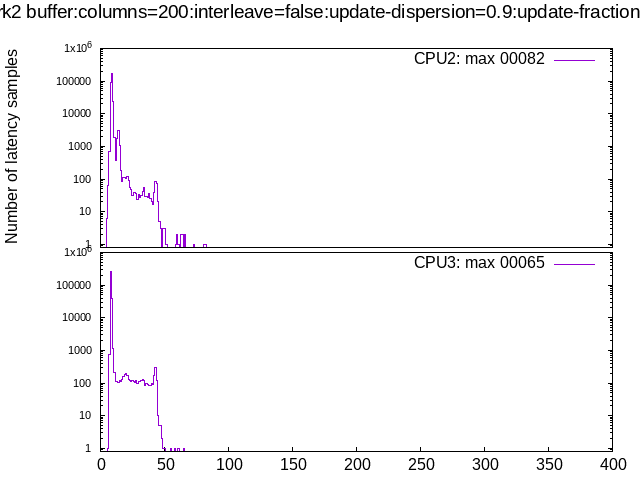 rk2 buffer:columns=200:interleave=false:update-dispersion=0.9:update-fraction
Number of latency samples
1x10^6
100000
10000
1000
100
10
1
CPU2: max 00082
1x10^6
100000
10000
1000
100
10
1
CPU3: max 00065
0 50 100 150 200 250 300 350 400